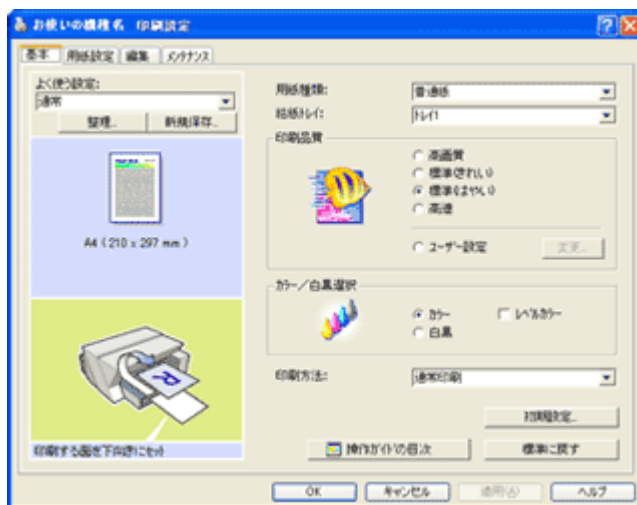 お使いの機種名 印刷設定
基本 用紙設定 編集 メンテナンス
よく使う設定:
通常
整理... 新規保存...
A4 (210 x 297 mm)
印刷する面を下向きにセット
用紙種類: 普通紙
給紙トレイ: トレイ1
印刷品質
高画質
標準(きれい)
標準(はやい)
高速
ユーザー設定 変更...
カラー/白黒選択
カラー レベルカラー
白黒
印刷方法: 通常印刷
初期設定...
操作ガイドの目次 標準に戻す
OK キャンセル 適用(A) ヘルプ